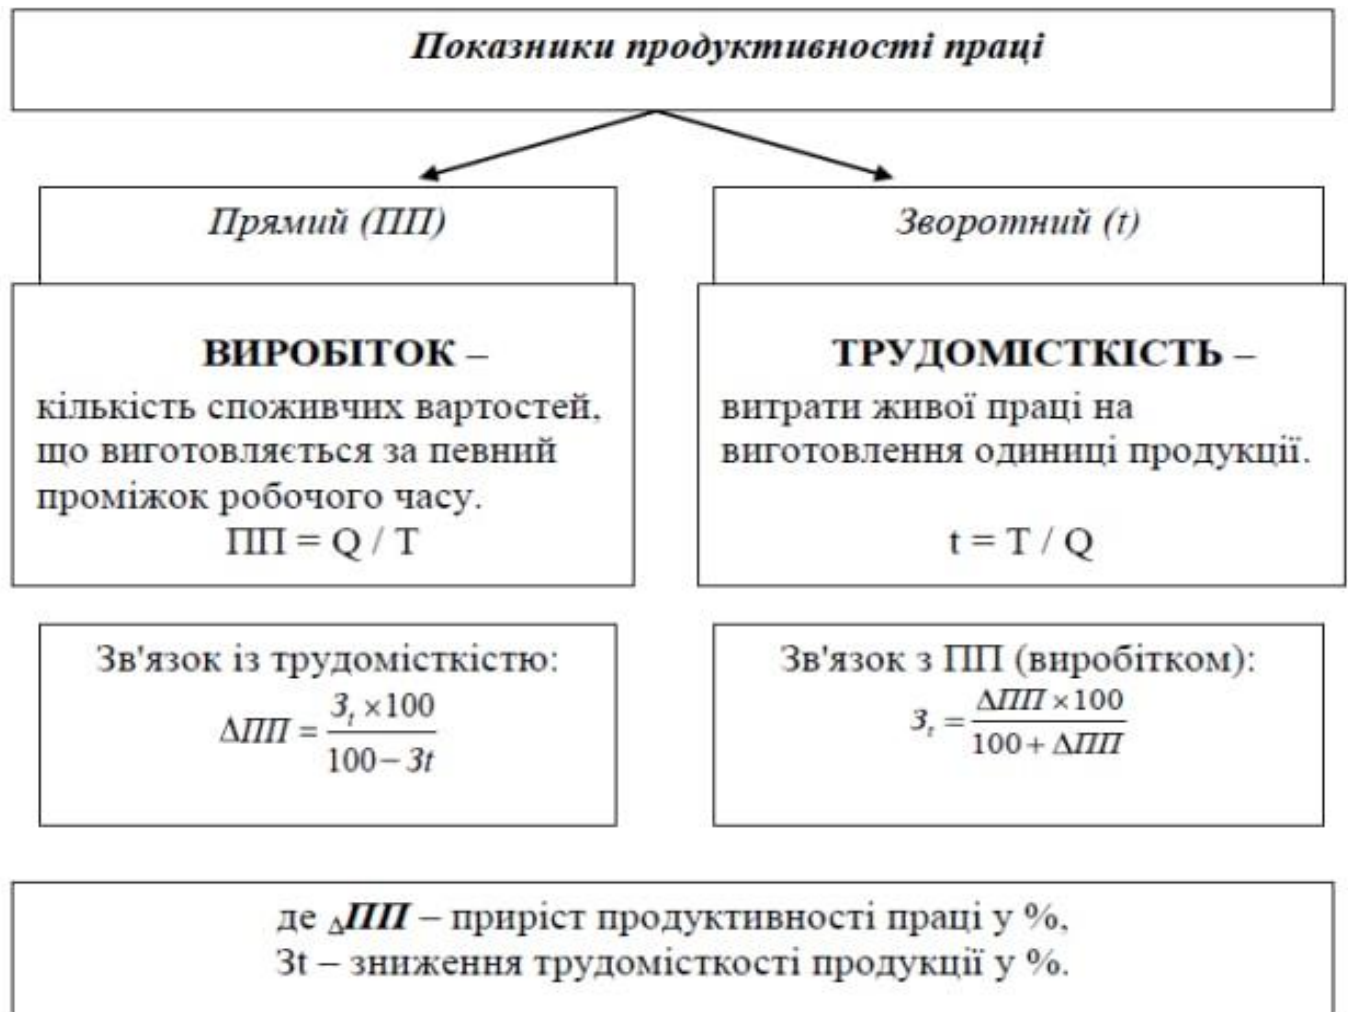 Показники продуктивності праці
Прямий (ПП)
Зворотний (t)
ВИРОБІТОК –
кількість споживчих вартостей,
що виготовляється за певний
проміжок робочого часу.
ПП = Q / T
ТРУДОМІСТКІСТЬ –
витрати живої праці на
виготовлення одиниці продукції.
t = T / Q
Зв'язок із трудомісткістю:
ΔПП = Зt ×100 / 100 − Зt
Зв'язок з ПП (виробітком):
Зt = ΔПП ×100 / 100 + ΔПП
де ΔПП – приріст продуктивності праці у %,
Зt – зниження трудомісткості продукції у %.